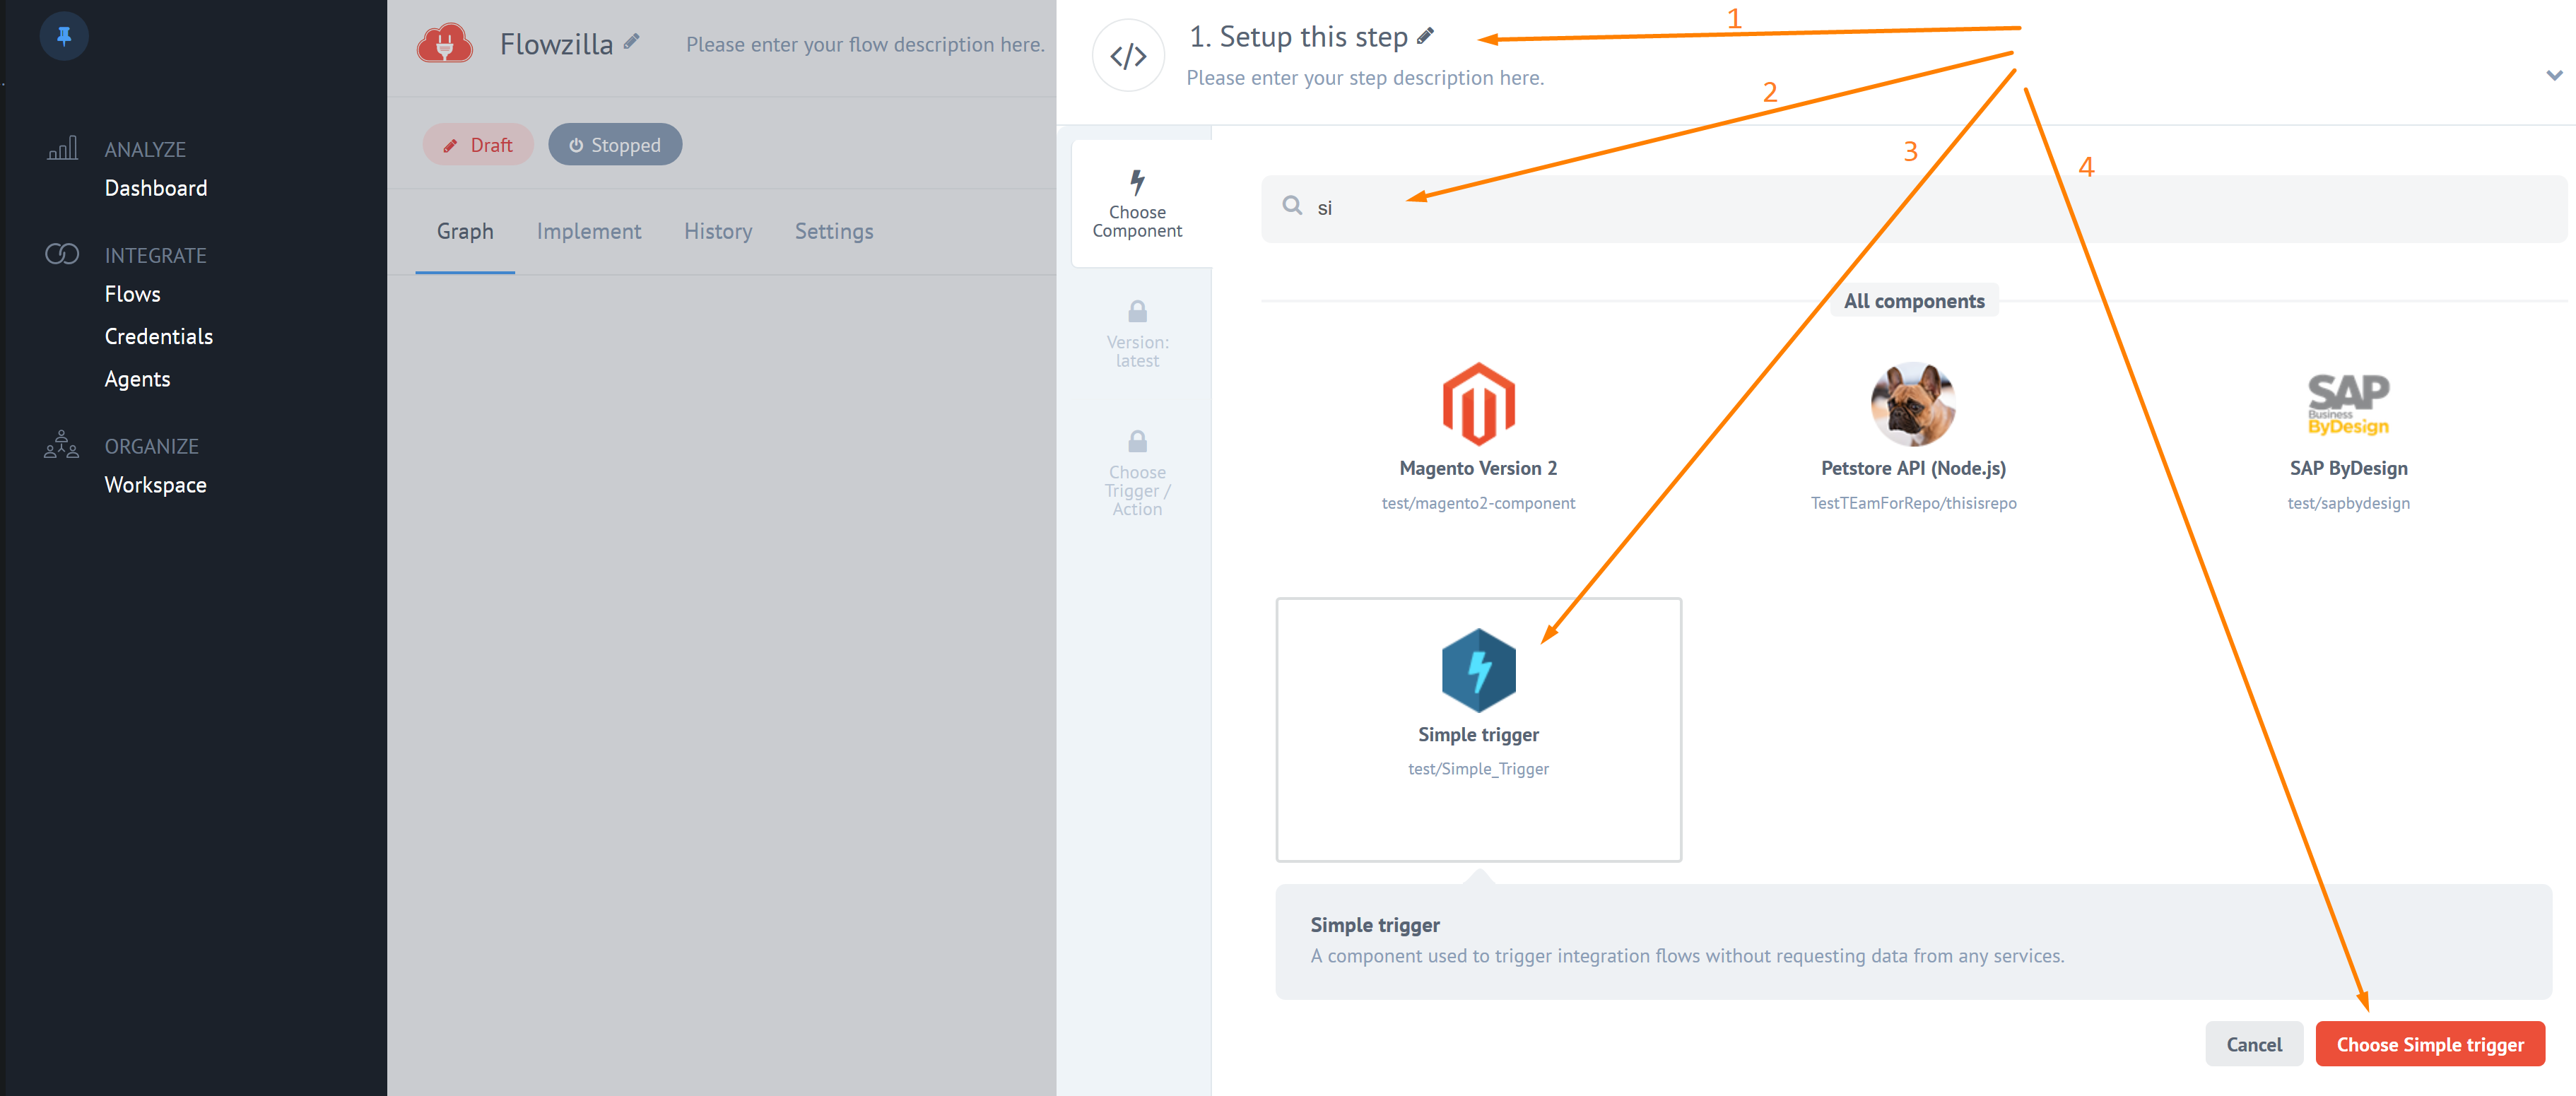 ANALYZE
Dashboard
INTEGRATE
Flows
Credentials
Agents
ORGANIZE
Workspace
Flowzilla
Please enter your flow description here.
Draft
Stopped
Graph
Implement
History
Settings
1. Setup this step
Please enter your step description here.
1
2
3
4
Choose
Component
Version:
latest
Choose
Trigger /
Action
si
All components
Magento Version 2
test/magento2-component
Petstore API (Node.js)
TestTEamForRepo/thisisrepo
SAP
Business
ByDesign
SAP ByDesign
test/sapbydesign
Simple trigger
test/Simple_Trigger
Simple trigger
A component used to trigger integration flows without requesting data from any services.
Cancel
Choose Simple trigger